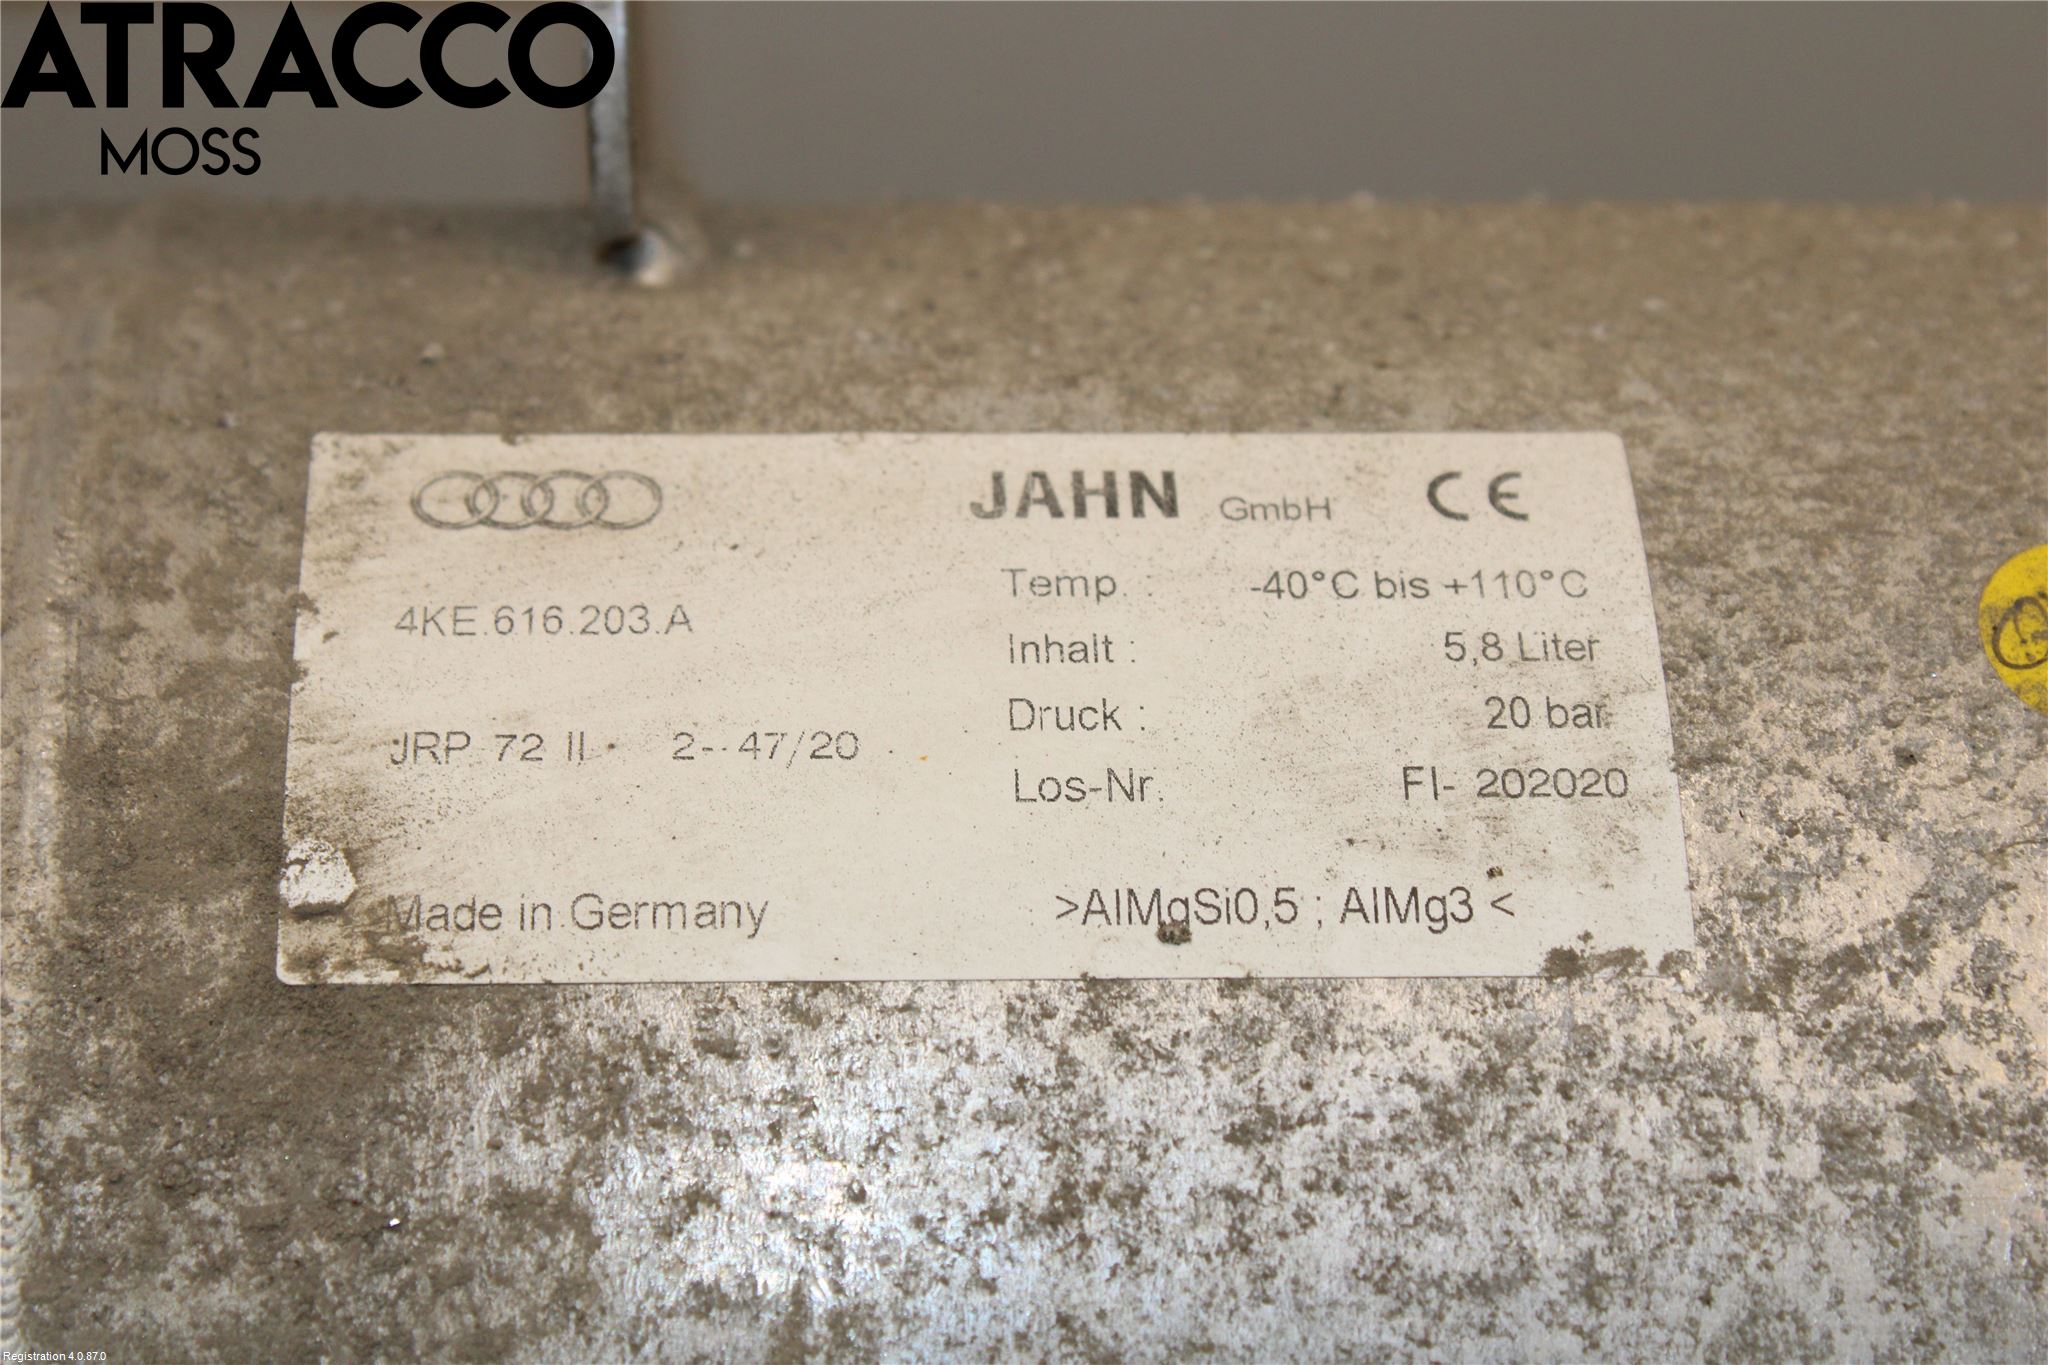 ATRACCO
MOSS
JAHN GmbH CE
4KE.616.203.A
Temp. : -40°C bis +110°C
Inhalt : 5,8 Liter
Druck : 20 bar
JRP 72 II 2-47/20
Los-Nr. FI- 202020
Made in Germany
>AlMgSi0,5 ; AlMg3 <
Registration 4.0.87.0